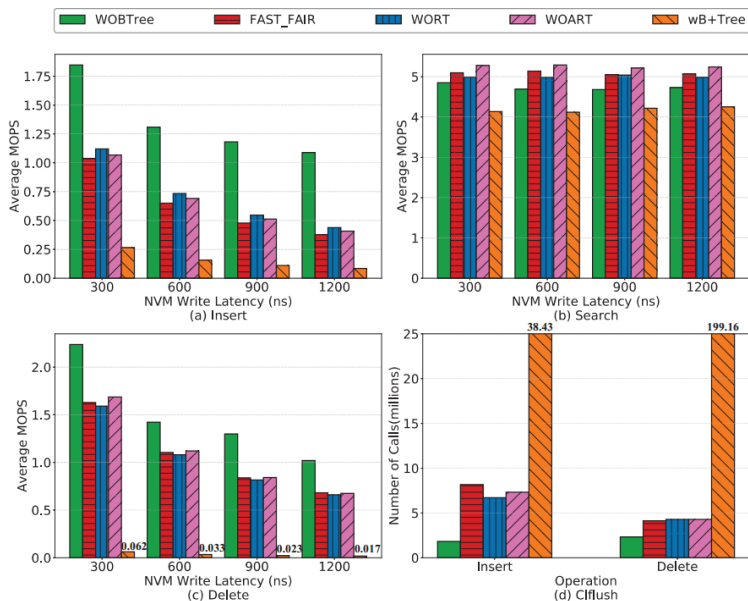 WOBTree FAST_FAIR WORT WOART wB+Tree
Average MOPS
1.75
1.50
1.25
1.00
0.75
0.50
0.25
0.00
300 600 900 1200
NVM Write Latency (ns)
(a) Insert
Average MOPS
5
4
3
2
1
0
300 600 900 1200
NVM Write Latency (ns)
(b) Search
Average MOPS
2.0
1.5
1.0
0.5
0.0
0.062 0.033 0.023 0.017
300 600 900 1200
NVM Write Latency (ns)
(c) Delete
Number of Calls(millions)
38.43 199.16
25
20
15
10
5
0
Insert Delete
Operation
(d) Clflush